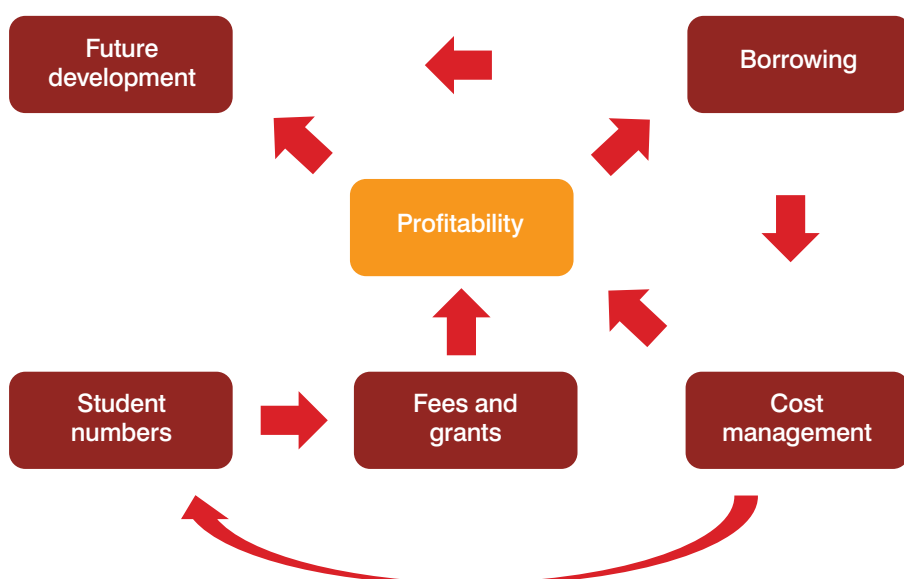 Future
development
Borrowing
Profitability
Student
numbers
Fees and
grants
Cost
management